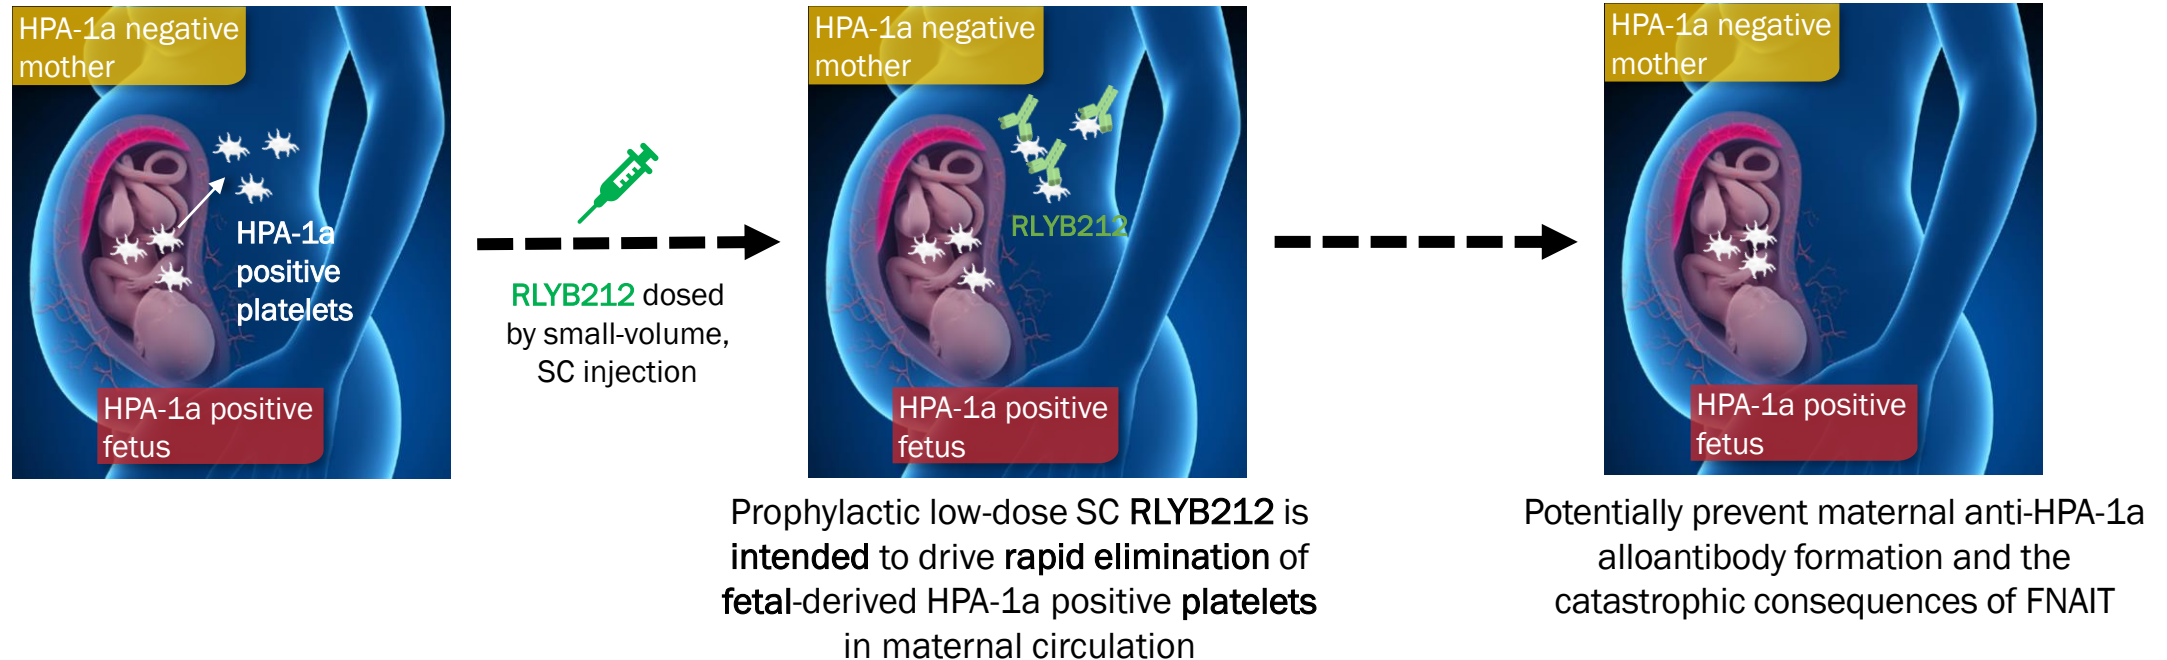 HPA-1a negative
mother
HPA-1a
positive
platelets
HPA-1a positive
fetus
RLYB212 dosed
by small-volume,
SC injection
HPA-1a negative
mother
RLYB212
HPA-1a positive
fetus
Prophylactic low-dose SC RLYB212 is
intended to drive rapid elimination of
fetal-derived HPA-1a positive platelets
in maternal circulation
HPA-1a negative
mother
HPA-1a positive
fetus
Potentially prevent maternal anti-HPA-1a
alloantibody formation and the
catastrophic consequences of FNAIT